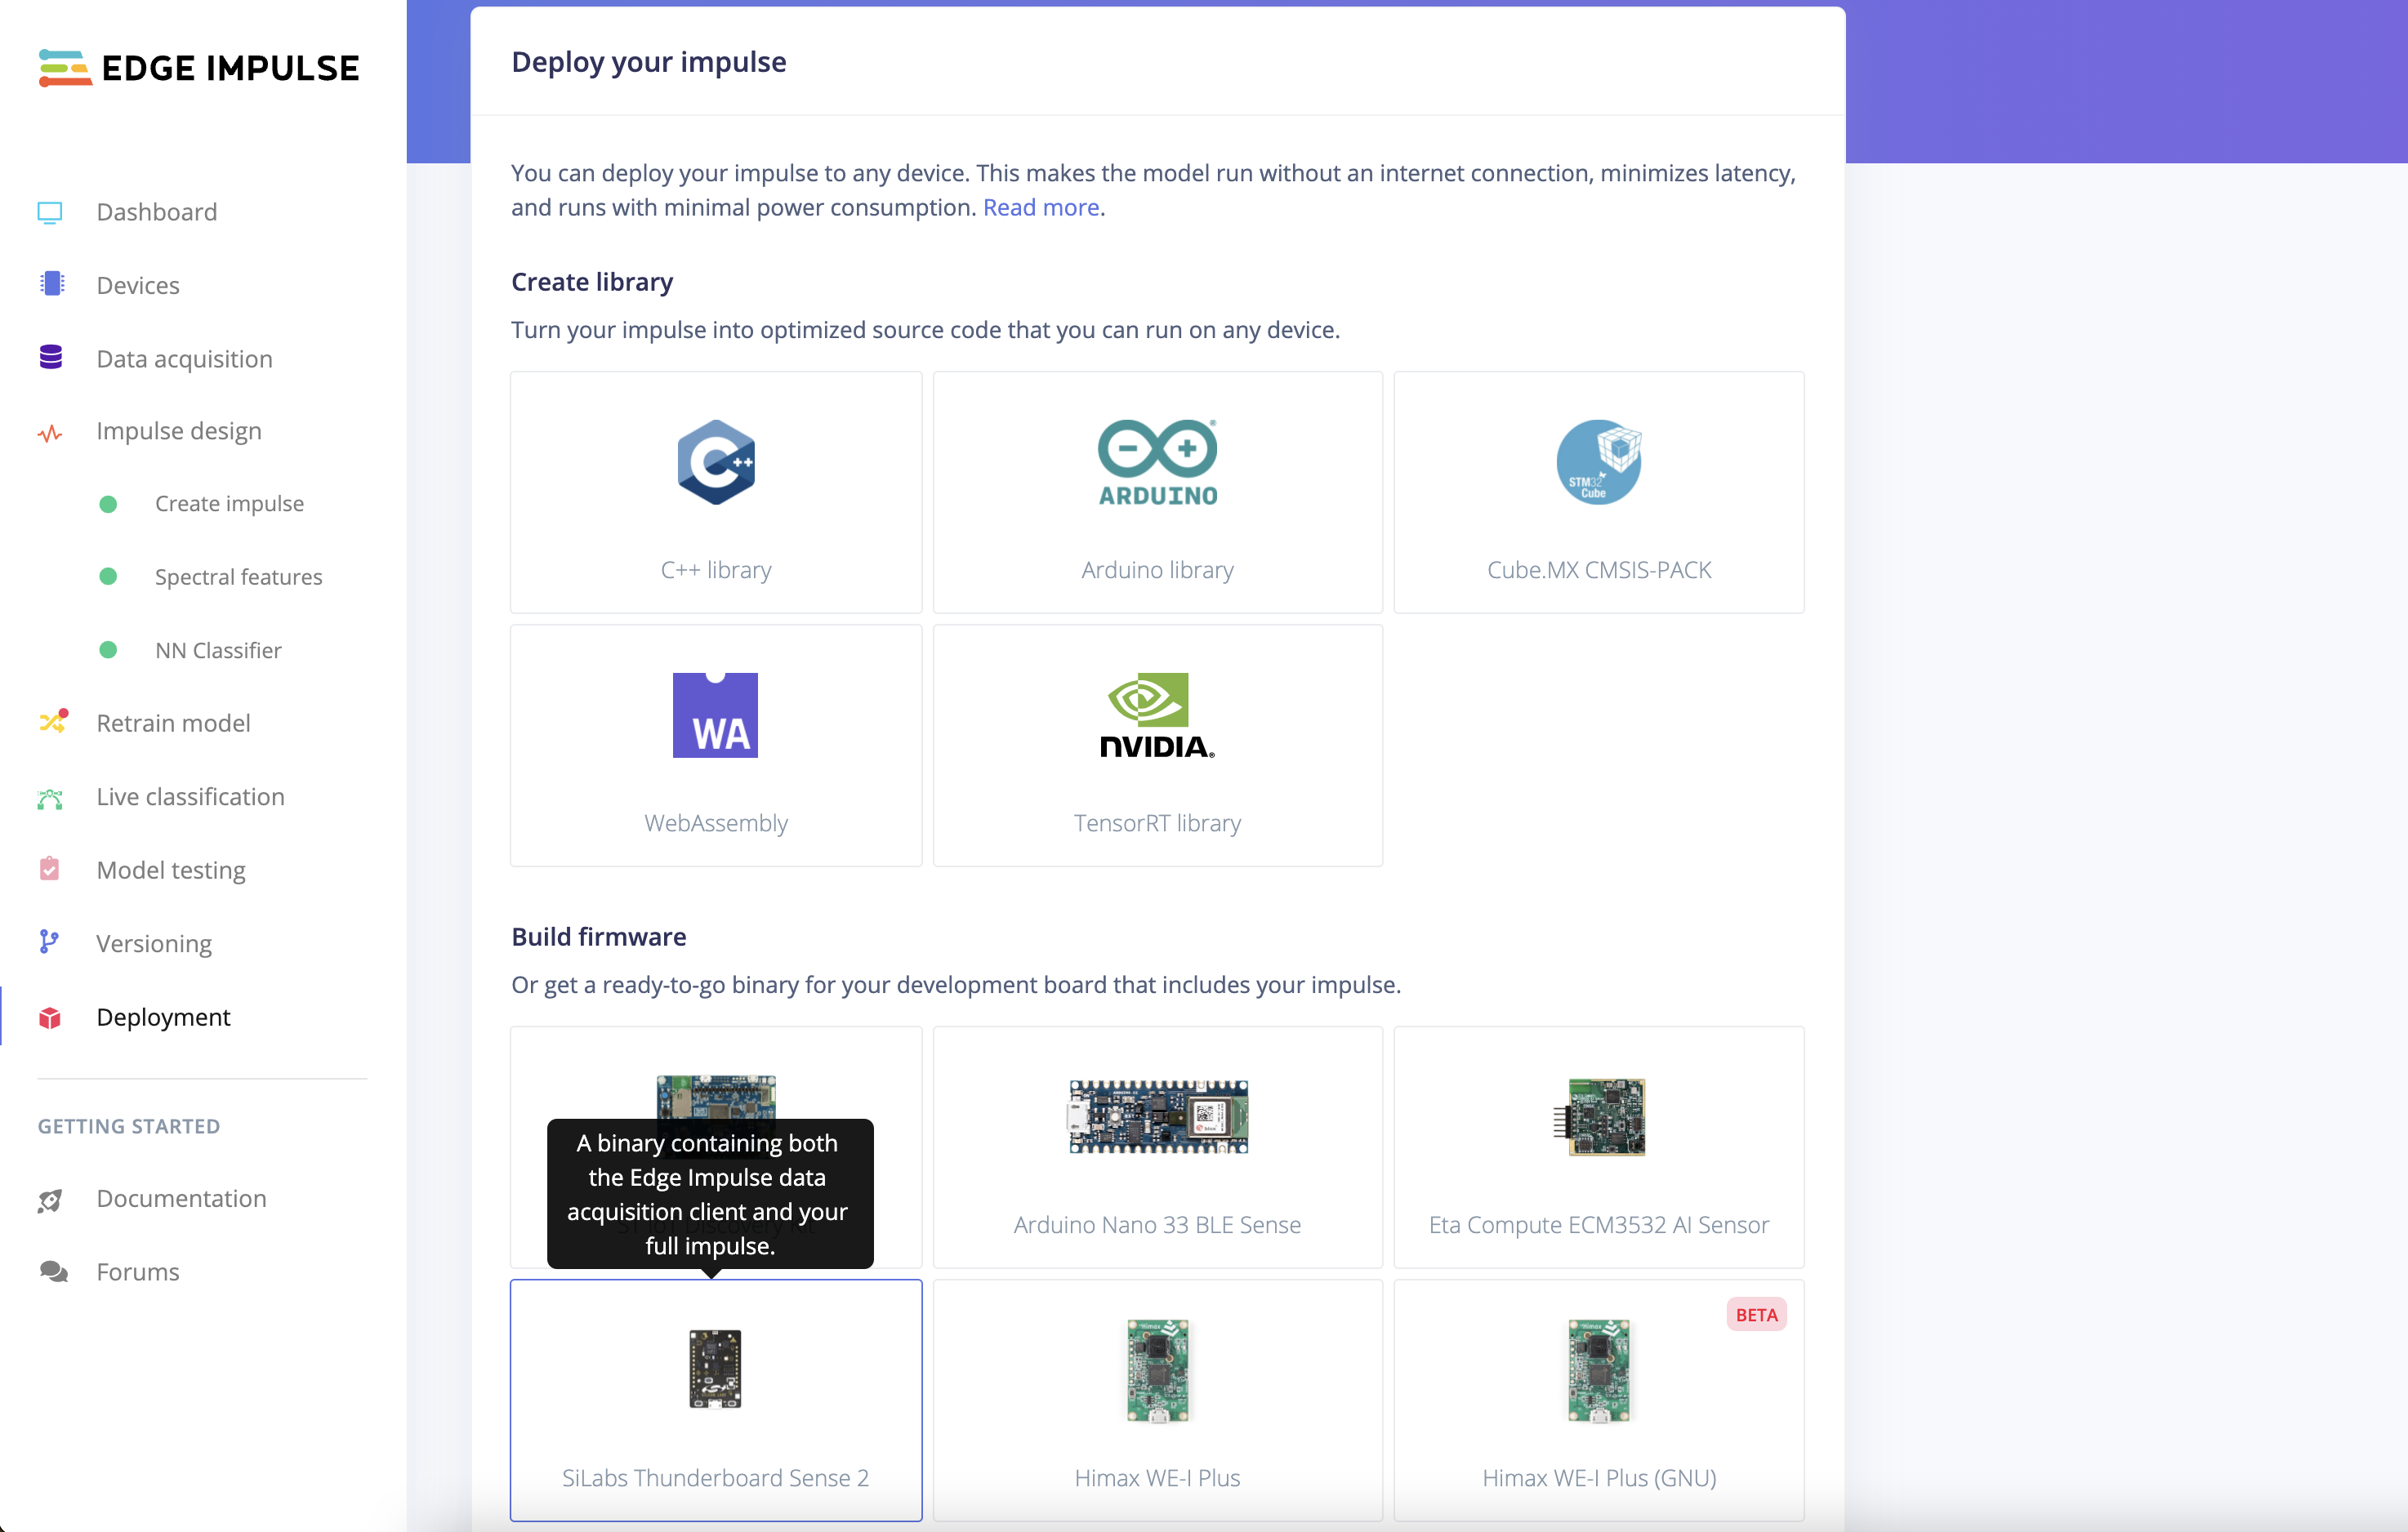 EDGE IMPULSE
Dashboard
Devices
Data acquisition
Impulse design
Create impulse
Spectral features
NN Classifier
Retrain model
Live classification
Model testing
Versioning
Deployment
GETTING STARTED
Documentation
Forums
Deploy your impulse
You can deploy your impulse to any device. This makes the model run without an internet connection, minimizes latency,
and runs with minimal power consumption. Read more.
Create library
Turn your impulse into optimized source code that you can run on any device.
C++
C++ library
ARDUINO
Arduino library
STM32
Cube
Cube.MX CMSIS-PACK
WA
WebAssembly
NVIDIA.
TensorRT library
Build firmware
Or get a ready-to-go binary for your development board that includes your impulse.
A binary containing both
the Edge Impulse data
acquisition client and your
full impulse.
Arduino Nano 33 BLE Sense
Eta Compute ECM3532 AI Sensor
SiLabs Thunderboard Sense 2
Himax WE-I Plus
BETA
Himax WE-I Plus (GNU)